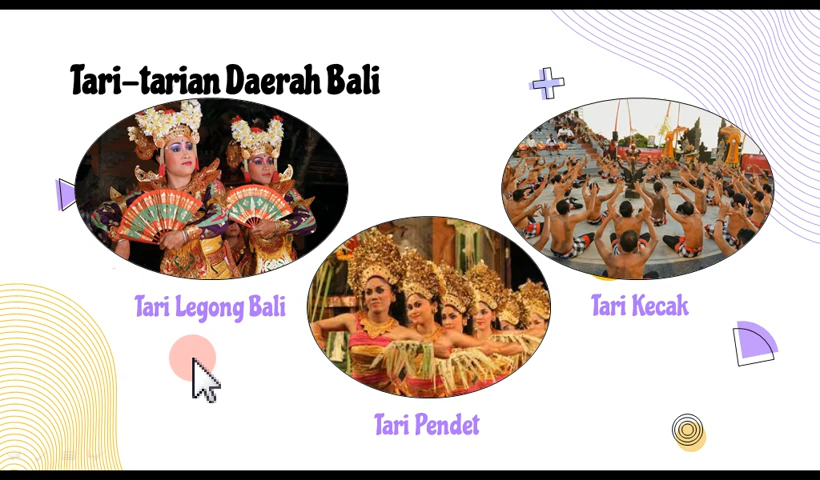 Tari-tarian Daerah Bali
Tari Legong Bali
Tari Kecak
Tari Pendet